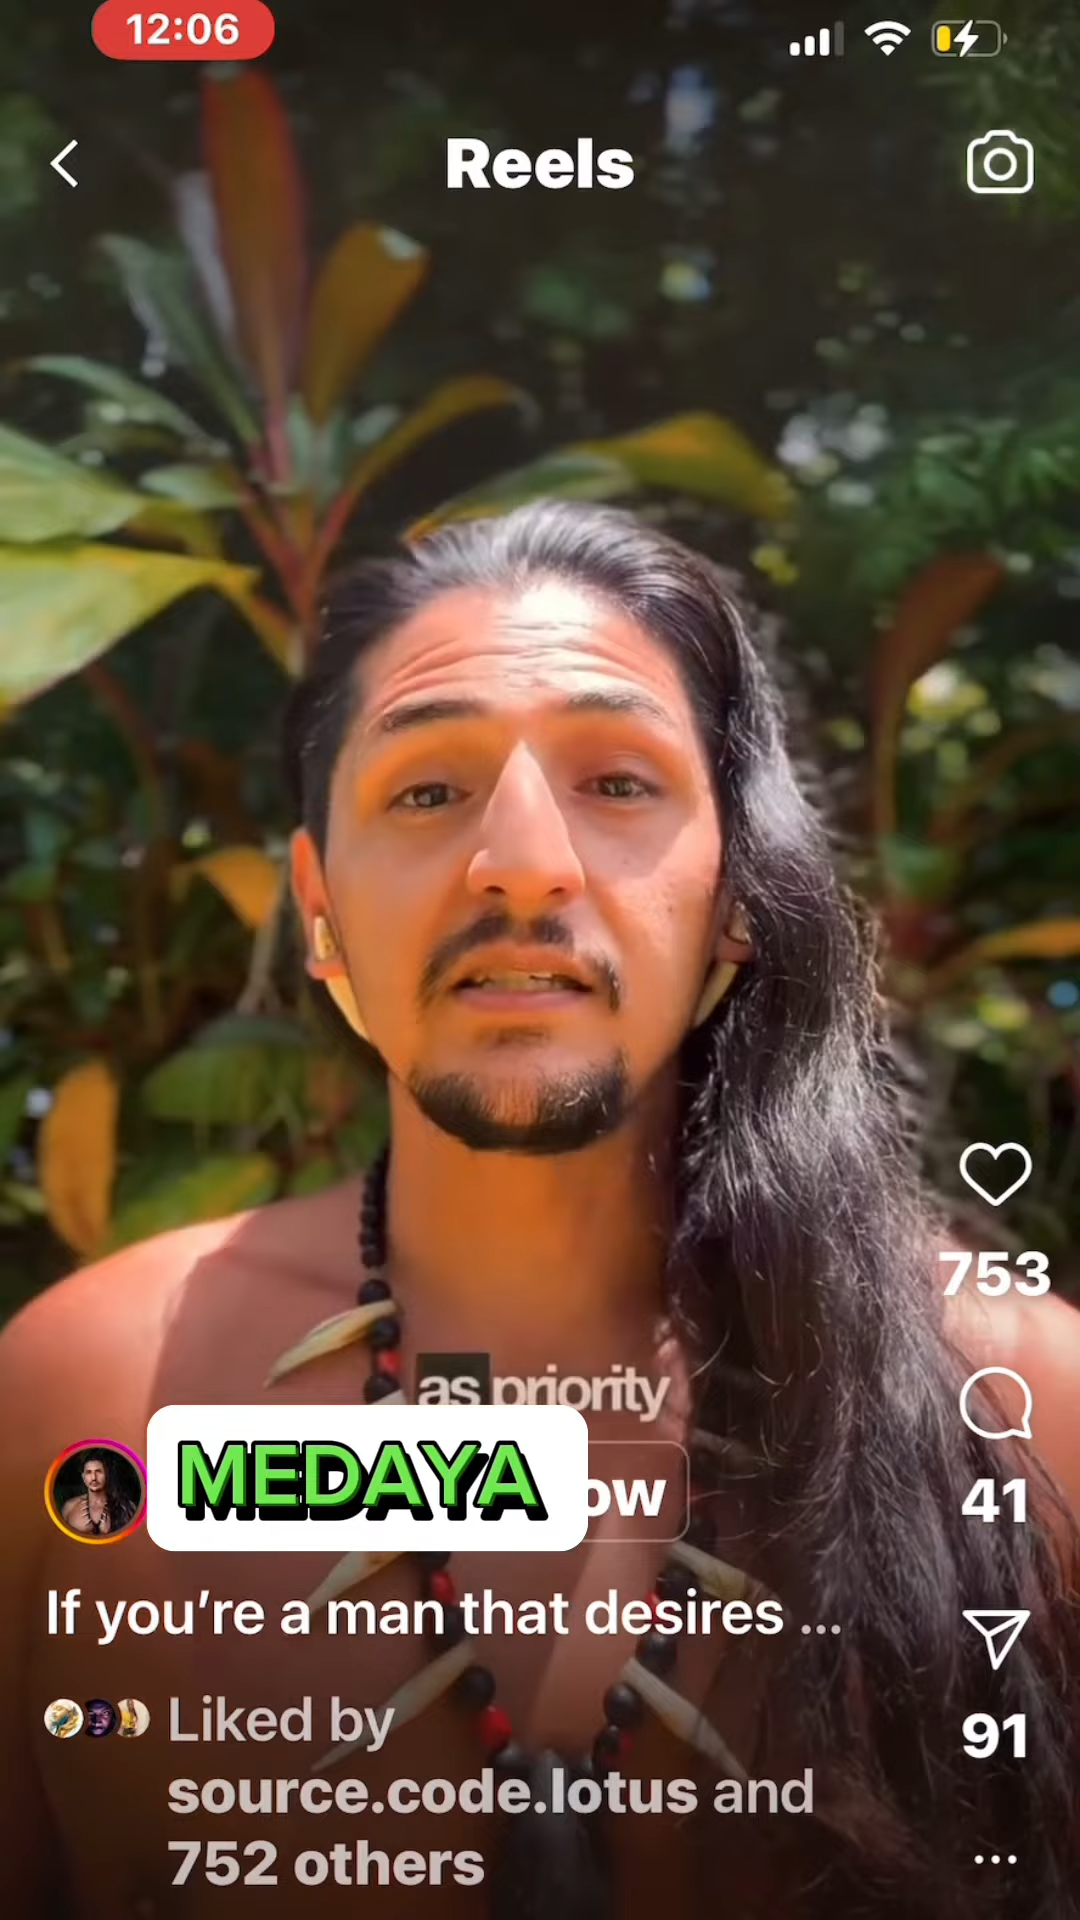 12:06
Reels
753
as priority
MEDAYA
ow
41
If you're a man that desires ...
Liked by
source.code.lotus and
752 others
91